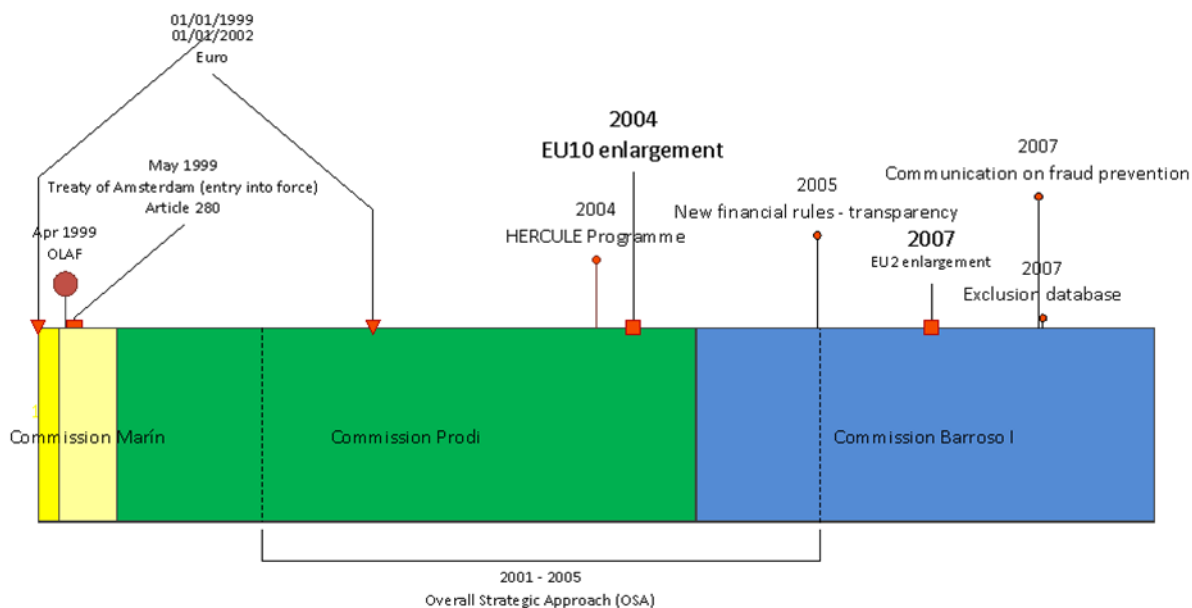 01/01/1999
01/01/2002
Euro
May 1999
Treaty of Amsterdam (entry into force)
Article 280
Apr 1999
OLAF
2004
EU10 enlargement
2004
HERCULE Programme
2005
New financial rules - transparency
2007
EU2 enlargement
2007
Communication on fraud prevention
2007
Exclusion database
1
Commission Marín
Commission Prodi
Commission Barroso I
2001 - 2005
Overall Strategic Approach (OSA)